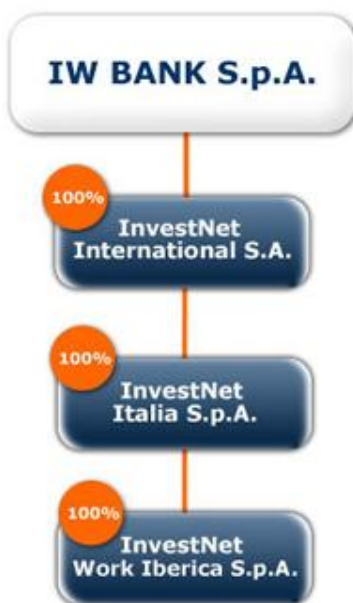 IW BANK S.p.A.
100%
InvestNet
International S.A.
100%
InvestNet
Italia S.p.A.
100%
InvestNet
Work Iberica S.p.A.